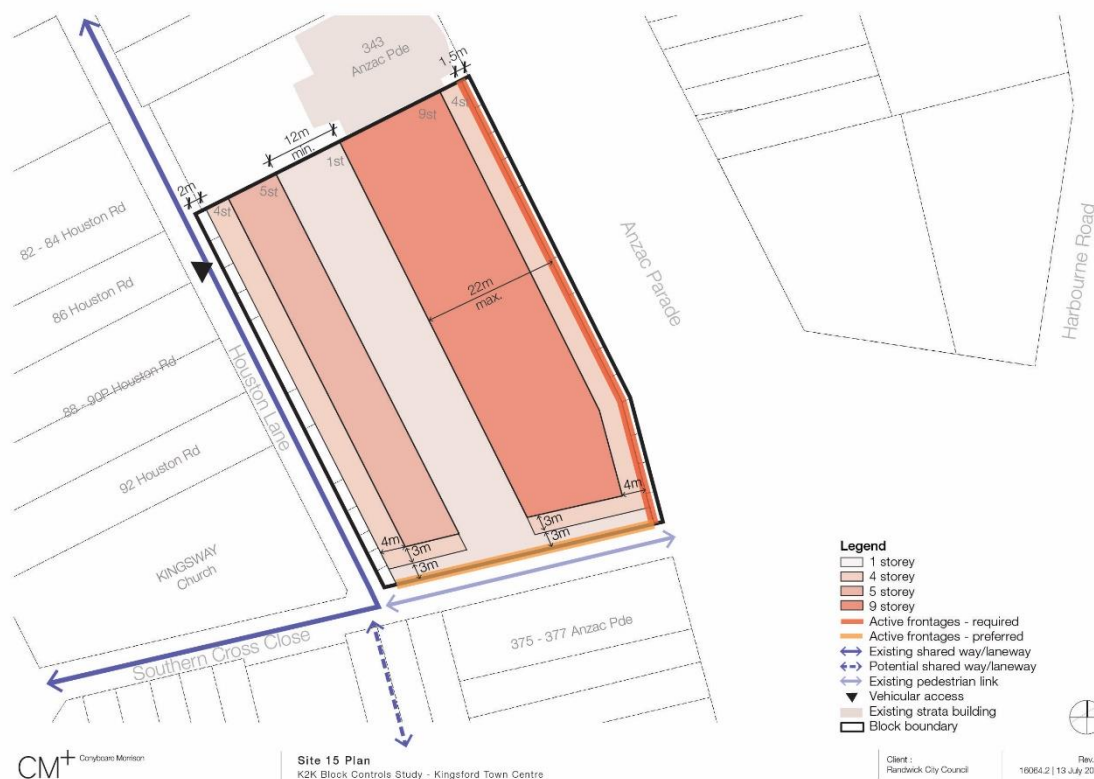 343
Anzac Pde
1.5m
4st
9st
12m
min.
1st
5st
2m
4st
82 - 84 Houston Rd
86 Houston Rd
88 - 90P Houston Rd
92 Houston Rd
KINGSWAY
Church
Houston Lane
22m
max.
Anzac Parade
Harbourne Road
4m
3m
3m
4m
3m
3m
Southern Cross Close
375 - 377 Anzac Pde
Legend
1 storey
4 storey
5 storey
9 storey
Active frontages - required
Active frontages - preferred
Existing shared way/laneway
Potential shared way/laneway
Existing pedestrian link
Vehicular access
Existing strata building
Block boundary
CM+ Conybeare Morrison
Site 15 Plan
K2K Block Controls Study - Kingsford Town Centre
Client :
Randwick City Council
Rev.
16064.2 | 13 July 20